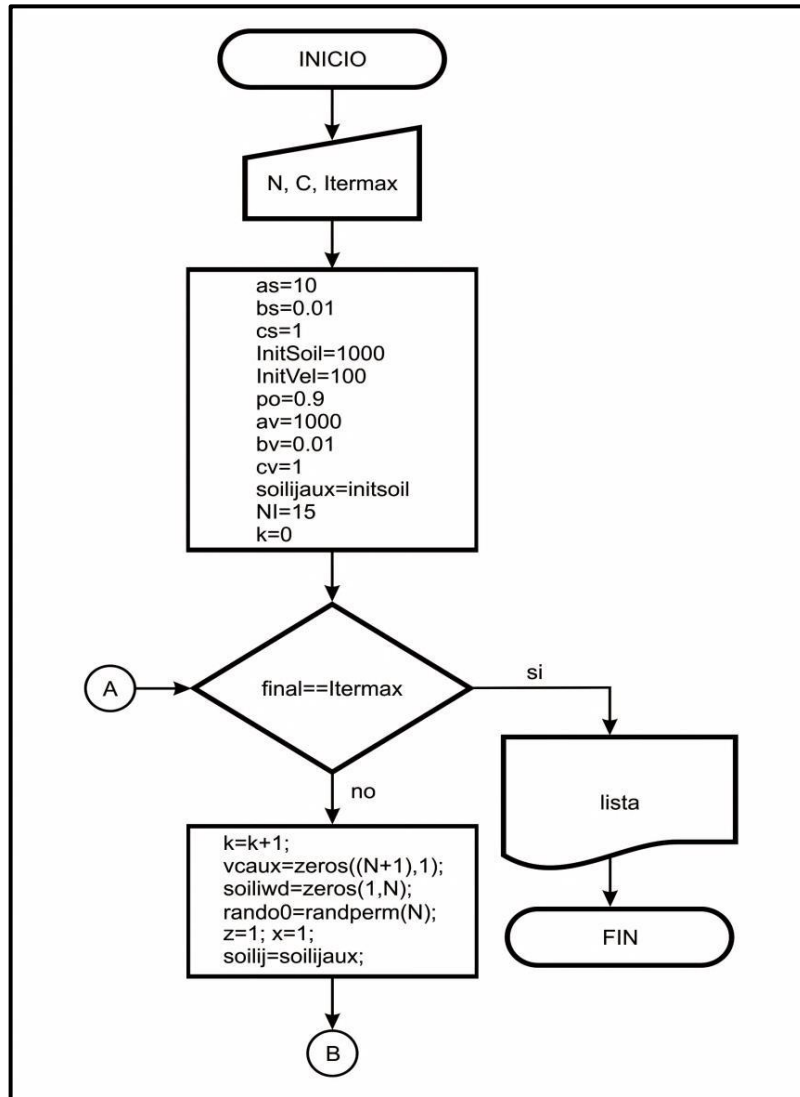 INICIO
N, C, Itermax
as=10
bs=0.01
cs=1
InitSoil=1000
InitVel=100
po=0.9
av=1000
bv=0.01
cv=1
soilijaux=initsoil
NI=15
k=0
A
final==Itermax
si
no
lista
k=k+1;
vcaux=zeros((N+1),1);
soiliwd=zeros(1,N);
rando0=randperm(N);
z=1; x=1;
soilij=soilijaux;
FIN
B